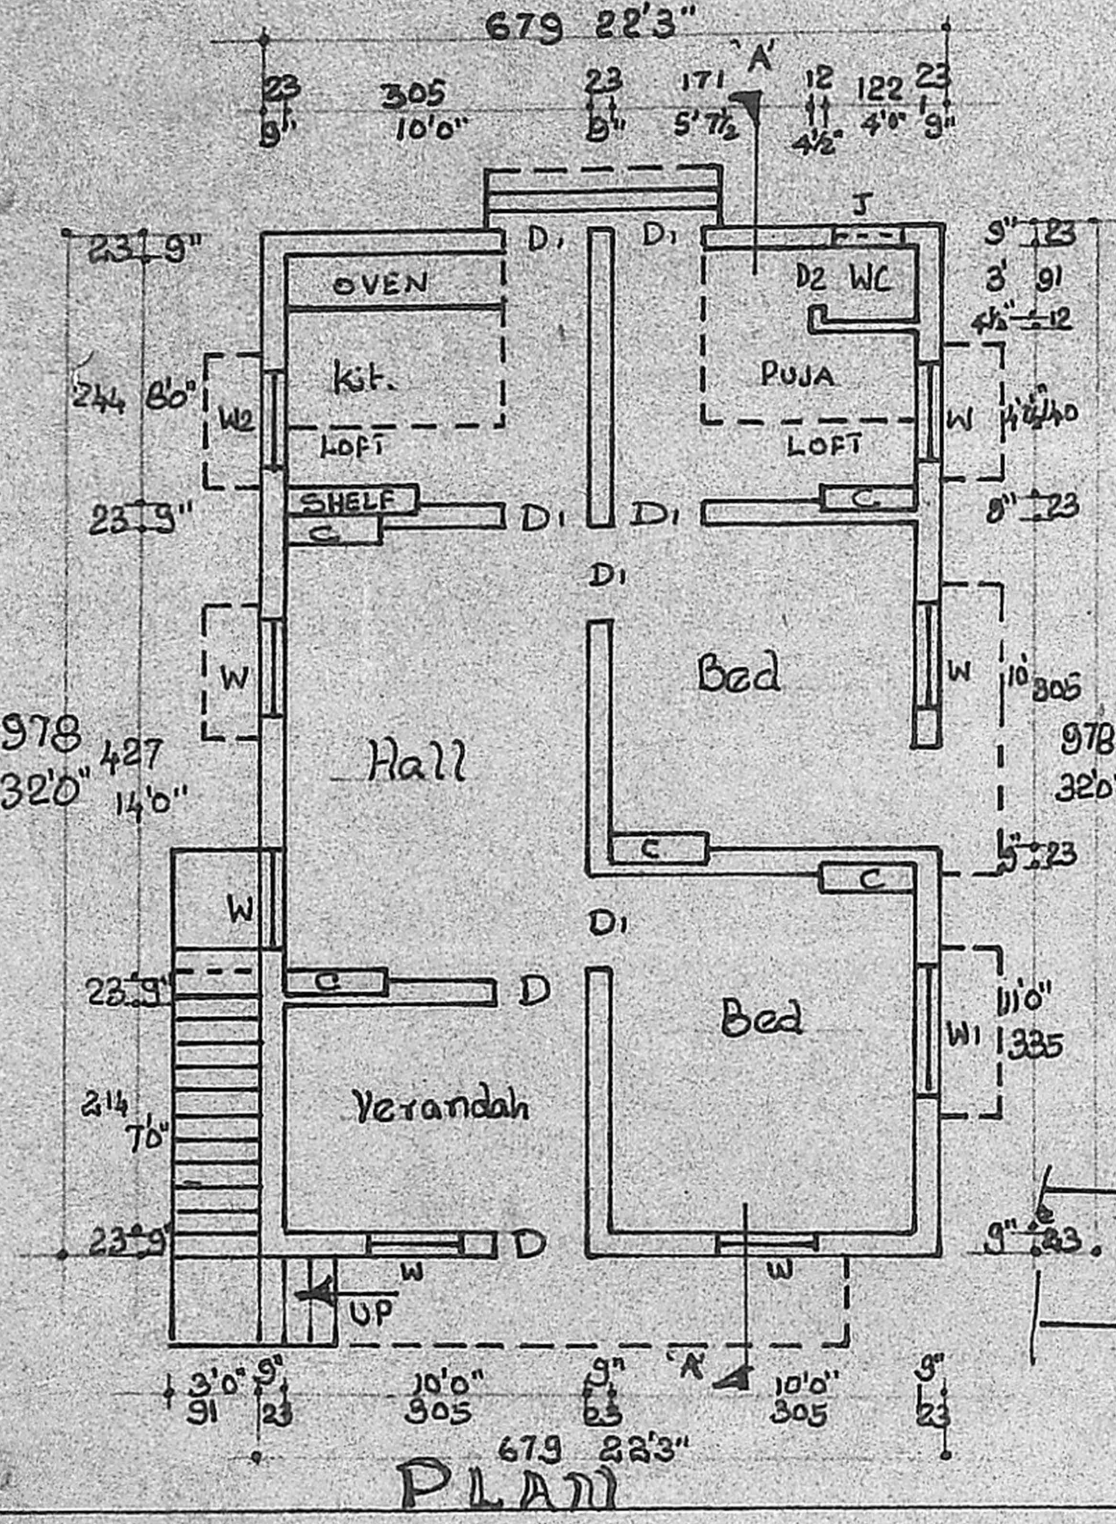 679 22'3"
'A'
23 305 23 171 12 122 23
9" 10'0" 9" 5'7½ 4½" 4'0" 9"
J
D1 D1
23 9"
9" 23
OVEN D2 WC 3' 91
4½" 12
Kit. PUJA
244 8'0" W2 W 140
LOFT LOFT
SHELF C
23 9" D1 D1 9" 23
C
D1
W Bed W 10' 305
Hall
978 427 978
32'0" 14'0" 32'0
C 9" 23
C
W D1
23 9" C D
Bed 11'0"
W1 335
214 Verandah
7'0"
23 9" D 9" 23
W W
UP
3'0" 9" 10'0" 9" 'A' 10'0" 9"
91 23 305 23 305 23
679 22'3"
PLAN